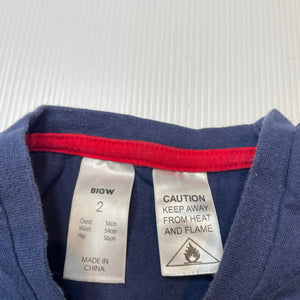 BIGW
2
Chest: 56cm
Waist: 54cm
Hip: 56cm
MADE IN
CHINA
CAUTION
KEEP AWAY
FROM HEAT
AND FLAME